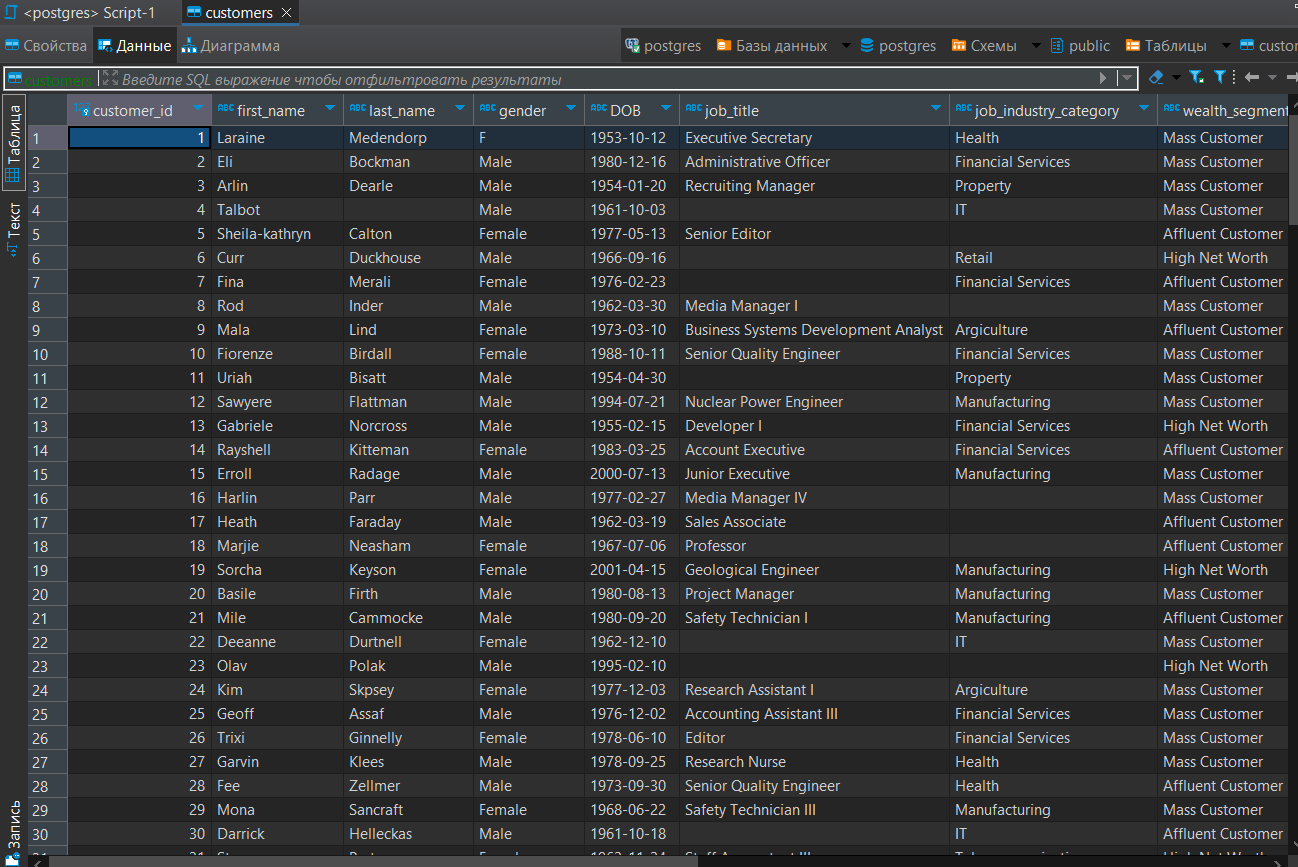 <postgres> Script-1 customers
Свойства Данные Диаграмма postgres Базы данных postgres Схемы public Таблицы custor
customers Введите SQL выражение чтобы отфильтровать результаты
Таблица
Текст
Запись
customer_id first_name last_name gender DOB job_title job_industry_category wealth_segment
1 1 Laraine Medendorp F 1953-10-12 Executive Secretary Health Mass Customer
2 2 Eli Bockman Male 1980-12-16 Administrative Officer Financial Services Mass Customer
3 3 Arlin Dearle Male 1954-01-20 Recruiting Manager Property Mass Customer
4 4 Talbot Male 1961-10-03 IT Mass Customer
5 5 Sheila-kathryn Calton Female 1977-05-13 Senior Editor Affluent Customer
6 6 Curr Duckhouse Male 1966-09-16 Retail High Net Worth
7 7 Fina Merali Female 1976-02-23 Financial Services Affluent Customer
8 8 Rod Inder Male 1962-03-30 Media Manager I Mass Customer
9 9 Mala Lind Female 1973-03-10 Business Systems Development Analyst Argiculture Affluent Customer
10 10 Fiorenze Birdall Female 1988-10-11 Senior Quality Engineer Financial Services Mass Customer
11 11 Uriah Bisatt Male 1954-04-30 Property Mass Customer
12 12 Sawyere Flattman Male 1994-07-21 Nuclear Power Engineer Manufacturing Mass Customer
13 13 Gabriele Norcross Male 1955-02-15 Developer I Financial Services High Net Worth
14 14 Rayshell Kitteman Female 1983-03-25 Account Executive Financial Services Affluent Customer
15 15 Erroll Radage Male 2000-07-13 Junior Executive Manufacturing Mass Customer
16 16 Harlin Parr Male 1977-02-27 Media Manager IV Mass Customer
17 17 Heath Faraday Male 1962-03-19 Sales Associate Affluent Customer
18 18 Marjie Neasham Female 1967-07-06 Professor Affluent Customer
19 19 Sorcha Keyson Female 2001-04-15 Geological Engineer Manufacturing High Net Worth
20 20 Basile Firth Male 1980-08-13 Project Manager Manufacturing Mass Customer
21 21 Mile Cammocke Male 1980-09-20 Safety Technician I Manufacturing Affluent Customer
22 22 Deeanne Durtnell Female 1962-12-10 IT Mass Customer
23 23 Olav Polak Male 1995-02-10 High Net Worth
24 24 Kim Skpsey Female 1977-12-03 Research Assistant I Argiculture Mass Customer
25 25 Geoff Assaf Male 1976-12-02 Accounting Assistant III Financial Services Mass Customer
26 26 Trixi Ginnelly Female 1978-06-10 Editor Financial Services Mass Customer
27 27 Garvin Klees Male 1978-09-25 Research Nurse Health Mass Customer
28 28 Fee Zellmer Male 1973-09-30 Senior Quality Engineer Health Affluent Customer
29 29 Mona Sancraft Female 1968-06-22 Safety Technician III Manufacturing Mass Customer
30 30 Darrick Helleckas Male 1961-10-18 IT Affluent Customer